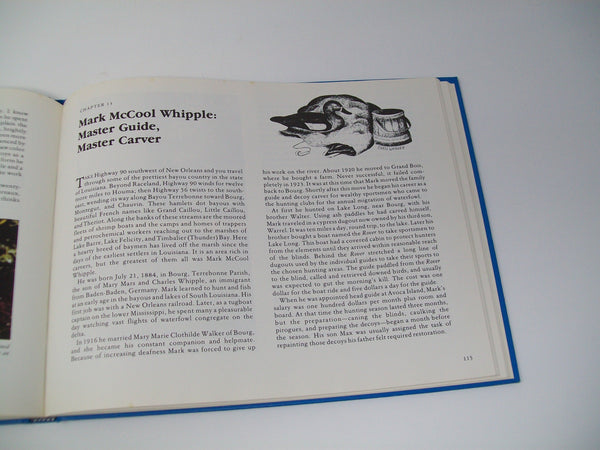 CHAPTER 13
Mark McCool Whipple:
Master Guide,
Master Carver
Take Highway 90 southwest of New Orleans and you travel
through some of the prettiest bayou country in the state
of Louisiana. Beyond Raceland, Highway 90 winds for twelve
more miles to Houma; then Highway 56 twists to the south-
east, wending its way along Bayou Terrebonne toward Bourg,
Montegut, and Chauvin. These hamlets are laced with
beautiful French names like Grand Caillou, Little Caillou,
and Theriot. Along the banks of these streams are the moored
fleets of shrimp boats and the camps and homes of trappers
and petrochemical workers reaching out to the marshes of
Lake Barre, Lake Felicity, and Timbalier (Thunder) Bay. Here
a hearty breed of baymen has lived off the marsh since the
days of the earliest settlers in Louisiana. There is an occasional
carver, but the greatest of them all was Mark McCool
Whipple.
He was born July 21, 1884, in Bourg, Terrebonne Parish,
the son of Mary Mars and Charles Whipple, an immigrant
from Baden-Baden, Germany. Mark learned to hunt and fish
at an early age in the bayous and lakes of South Louisiana. His
first job was with a New Orleans railroad. Later, as a tugboat
captain on the lower Mississippi, he spent many a pleasurable
day watching vast flights of waterfowl congregate on the
delta.
In 1916 he married Mary Marie Clothilde Walker of Bourg,
and she became his constant companion and helpmate.
Because of increasing deafness Mark was forced to give up
his work on the river. About 1920 he moved to Grand Bois,
where he bought a farm. Never successful, it failed com-
pletely in 1923. It was at this time that Mark moved the family
back to Bourg. Shortly after this move he began his career as a
guide and decoy carver for wealthy sportsmen who came to
the hunting clubs for the annual migration of waterfowl.
At first he hunted on Lake Long, near Bourg, with his
brother Walter. Using ash paddles he had carved himself,
Mark traveled in a cypress dugout now owned by his third son,
Warrel. It was ten miles a day, round trip, to the lake. Later his
brother bought a boat named the Rover to take sportsmen to
Lake Long. This boat had a covered cabin to protect hunters
from the elements until they arrived within reasonable reach
of the blinds. Behind the Rover stretched a long line of
dugouts used by the individual guides to take their sports to
the chosen hunting areas. The guide paddled from the Rover
to the blind, called and retrieved downed birds, and usually
was expected to gut the morning's kill. The cost was one
dollar for the boat ride and five dollars a day for the guide.
When he was appointed head guide at Avoca Island, Mark's
salary was one hundred dollars per month plus room and
board. At that time the hunting season lasted three months,
but the preparation—caning the blinds, caulking the
pirogues, and preparing the decoys—began a month before
he arrived. His son Max was usually assigned the task of
repainting those decoys his father felt required restoration.
113